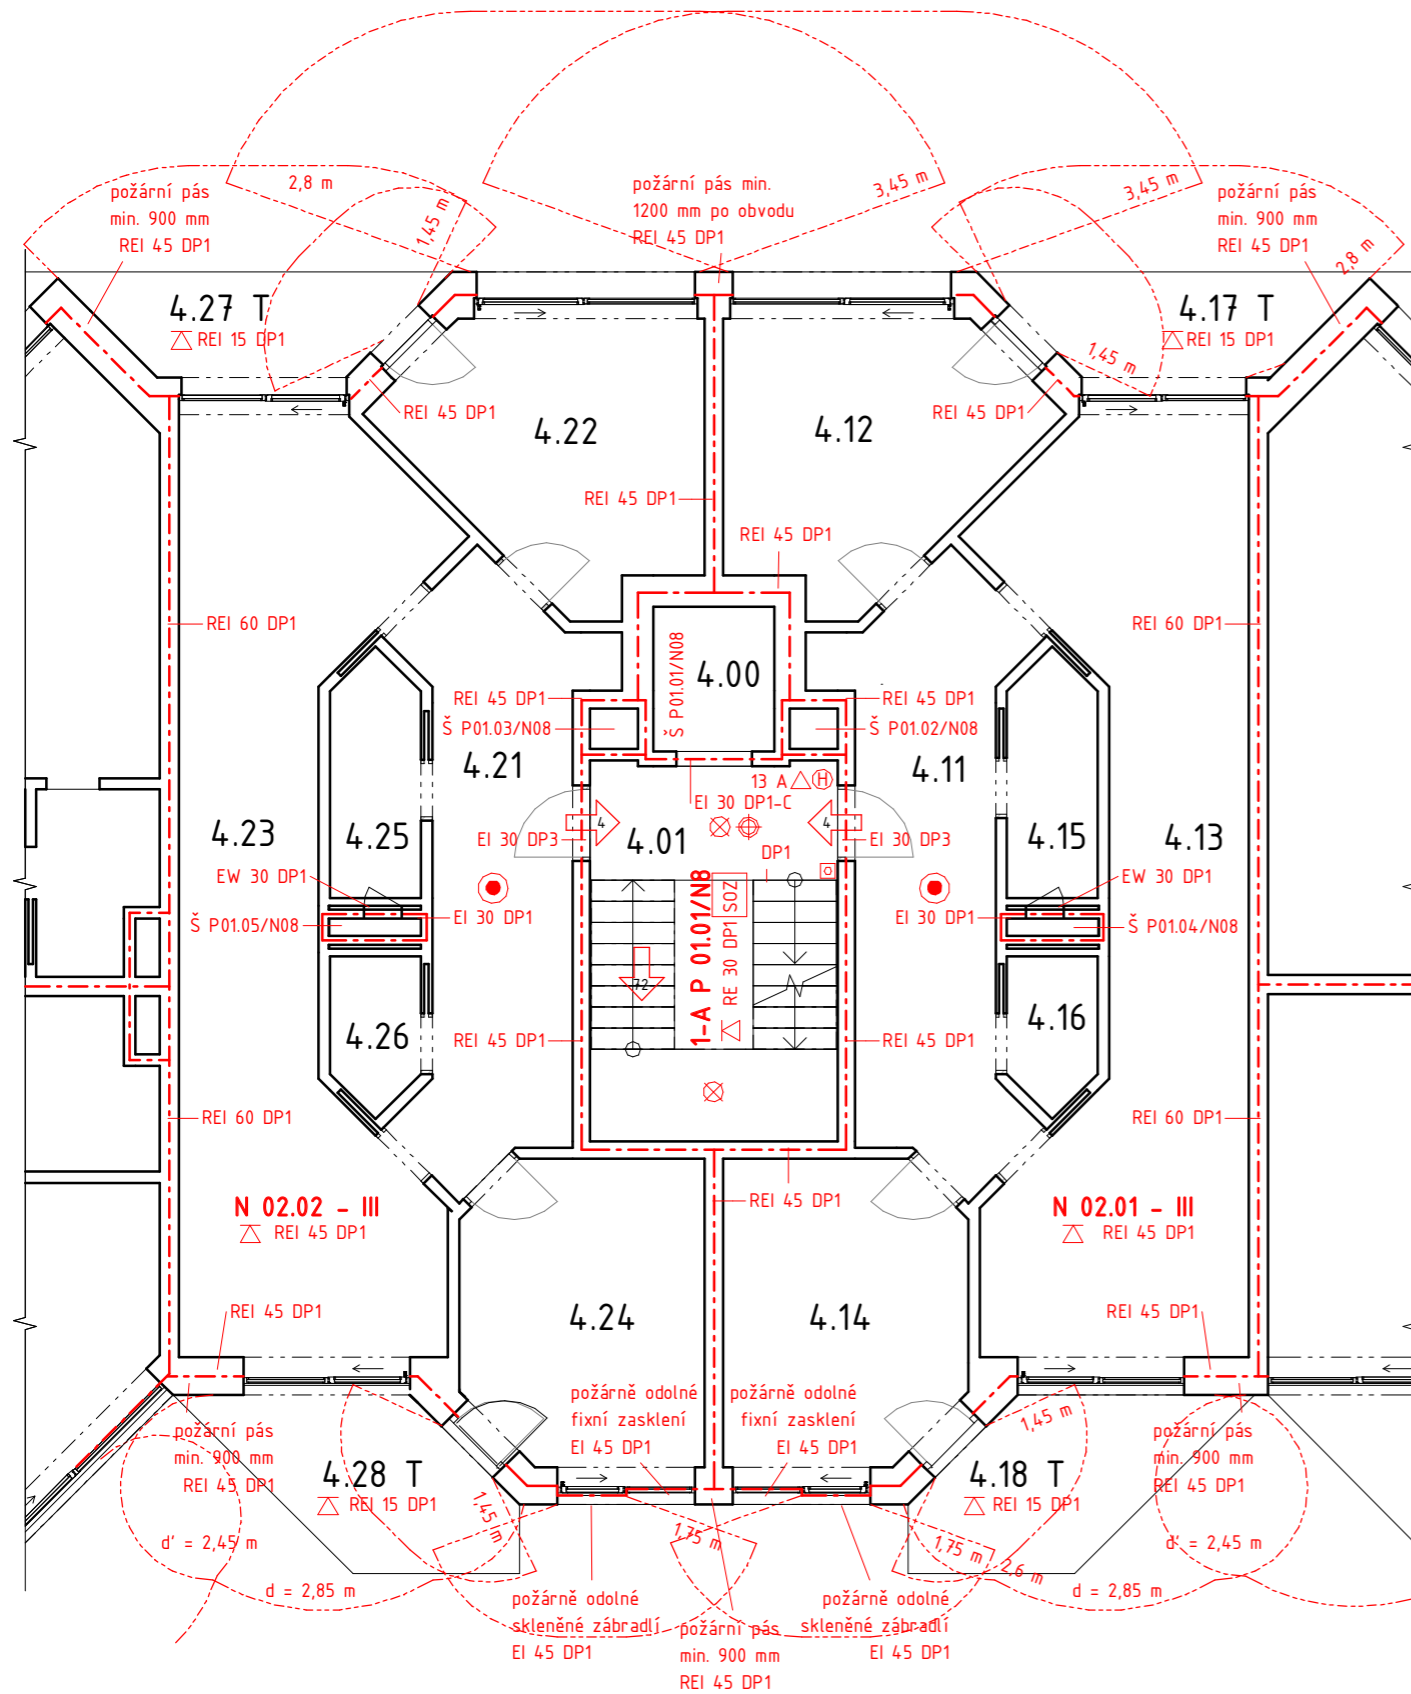 požární pás
min. 900 mm
REI 45 DP1
2,8 m
1,45 m
požární pás min.
1200 mm po obvodu
REI 45 DP1
3,45 m
3,45 m
požární pás
min. 900 mm
REI 45 DP1
2,8 m
4.27 T
REI 15 DP1
4.17 T
REI 15 DP1
1,45 m
REI 45 DP1
REI 45 DP1
4.22
4.12
REI 45 DP1
REI 45 DP1
REI 60 DP1
REI 60 DP1
Š P01.01/N08
4.00
REI 45 DP1
REI 45 DP1
Š P01.03/N08
Š P01.02/N08
4.21
4.11
13 A
H
EI 30 DP1-C
4.23
4.25
EI 30 DP3
4
4.01
4
EI 30 DP3
4.15
4.13
DP1
EW 30 DP1
EW 30 DP1
EI 30 DP1
EI 30 DP1
Š P01.05/N08
Š P01.04/N08
1-A P 01.01/N8
RE 30 DP1
SOZ
72
4.26
4.16
REI 45 DP1
REI 45 DP1
REI 60 DP1
REI 60 DP1
N 02.02 - III
REI 45 DP1
REI 45 DP1
N 02.01 - III
REI 45 DP1
REI 45 DP1
REI 45 DP1
4.24
4.14
požárně odolné
fixní zasklení
EI 45 DP1
požárně odolné
fixní zasklení
EI 45 DP1
požární pás
min. 900 mm
REI 45 DP1
1,45 m
požární pás
min. 900 mm
REI 45 DP1
4.28 T
REI 15 DP1
4.18 T
REI 15 DP1
1,45 m
1,75 m
1,75 m
2,6 m
d' = 2,45 m
d' = 2,45 m
d = 2,85 m
d = 2,85 m
požárně odolné
skleněné zábradlí
EI 45 DP1
požární pás
min. 900 mm
REI 45 DP1
požárně odolné
skleněné zábradlí
EI 45 DP1